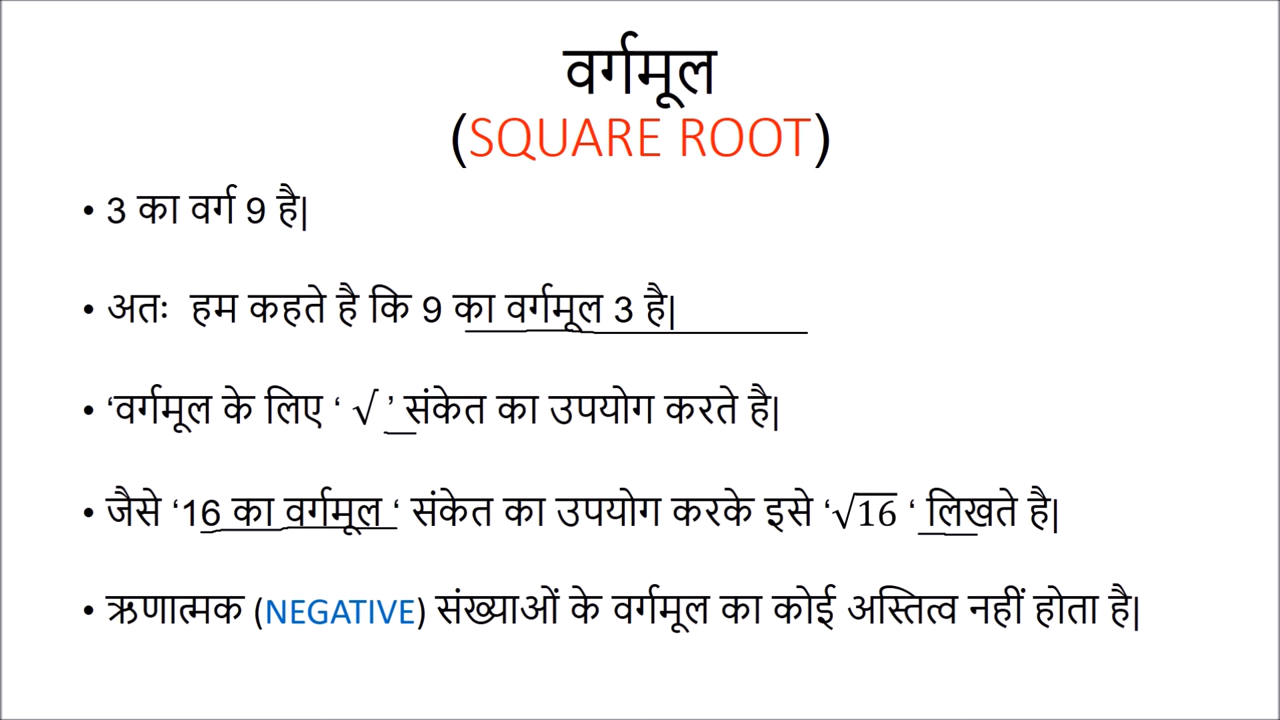 वर्गमूल
(SQUARE ROOT)
• 3 का वर्ग 9 है|
• अतः हम कहते है कि 9 का वर्गमूल 3 है|
• ‘वर्गमूल के लिए ‘ √ ’ संकेत का उपयोग करते है|
• जैसे ‘16 का वर्गमूल ‘ संकेत का उपयोग करके इसे ‘√16 ‘ लिखते है|
• ऋणात्मक (NEGATIVE) संख्याओं के वर्गमूल का कोई अस्तित्व नहीं होता है|